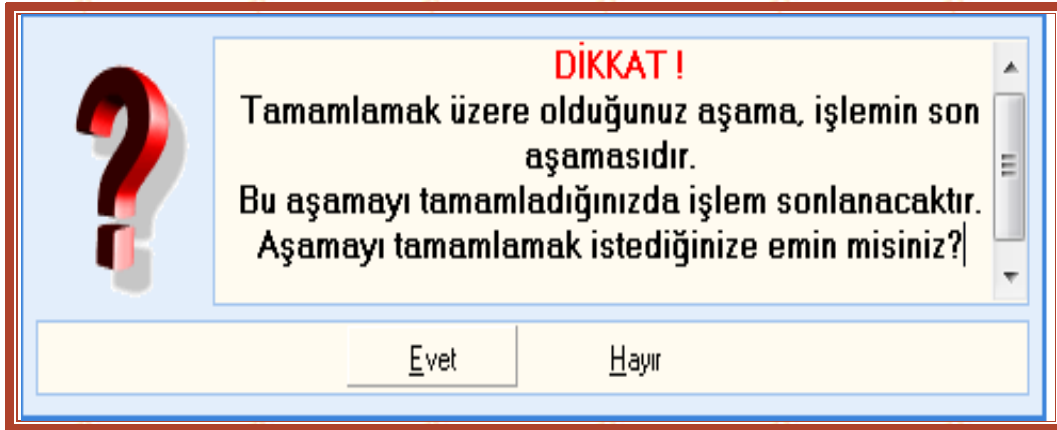 DİKKAT !
Tamamlamak üzere olduğunuz aşama, işlemin son
aşamasıdır.
Bu aşamayı tamamladığınızda işlem sonlanacaktır.
Aşamayı tamamlamak istediğinize emin misiniz?
Evet
Hayır